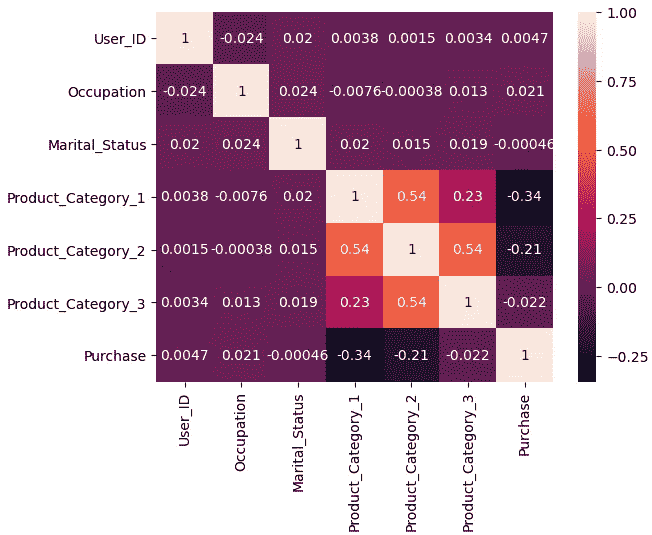 1.00
User_ID 1 -0.024 0.02 0.0038 0.0015 0.0034 0.0047
0.75
Occupation -0.024 1 0.024 -0.0076 -0.00038 0.013 0.021
Marital_Status 0.02 0.024 1 0.02 0.015 0.019 -0.00046
0.50
Product_Category_1 0.0038 -0.0076 0.02 1 0.54 0.23 -0.34
0.25
Product_Category_2 0.0015 -0.00038 0.015 0.54 1 0.54 -0.21
0.00
Product_Category_3 0.0034 0.013 0.019 0.23 0.54 1 -0.022
Purchase 0.0047 0.021 -0.00046 -0.34 -0.21 -0.022 1
−0.25
User_ID
Occupation
Marital_Status
Product_Category_1
Product_Category_2
Product_Category_3
Purchase